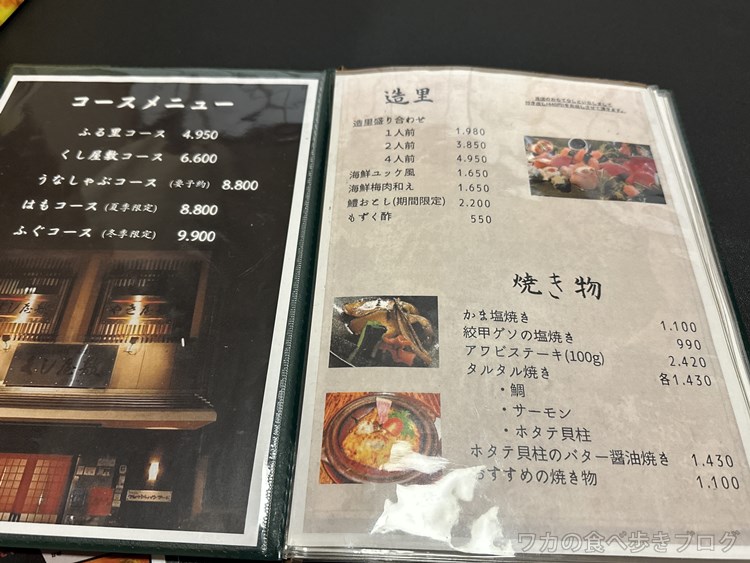 コースメニュー
ふる里コース 4.950
くし屋敷コース 6.600
うなしゃぶコース (要予約) 8.800
はもコース (夏季限定) 8.800
ふぐコース (冬季限定) 9.900
造里
造里盛り合わせ
1人前 1.980
2人前 3.850
4人前 4.950
海鮮ユッケ風 1.650
海鮮梅肉和え 1.650
鱧おとし(期間限定) 2.200
もずく酢 550
焼き物
かま塩焼き 1.100
紋甲ゲソの塩焼き 990
アワビステーキ(100g) 2.420
タルタル焼き 各1.430
・鯛
・サーモン
・ホタテ貝柱
ホタテ貝柱のバター醤油焼き 1.430
おすすめの焼き物 1.100
ワカの食べ歩きブログ